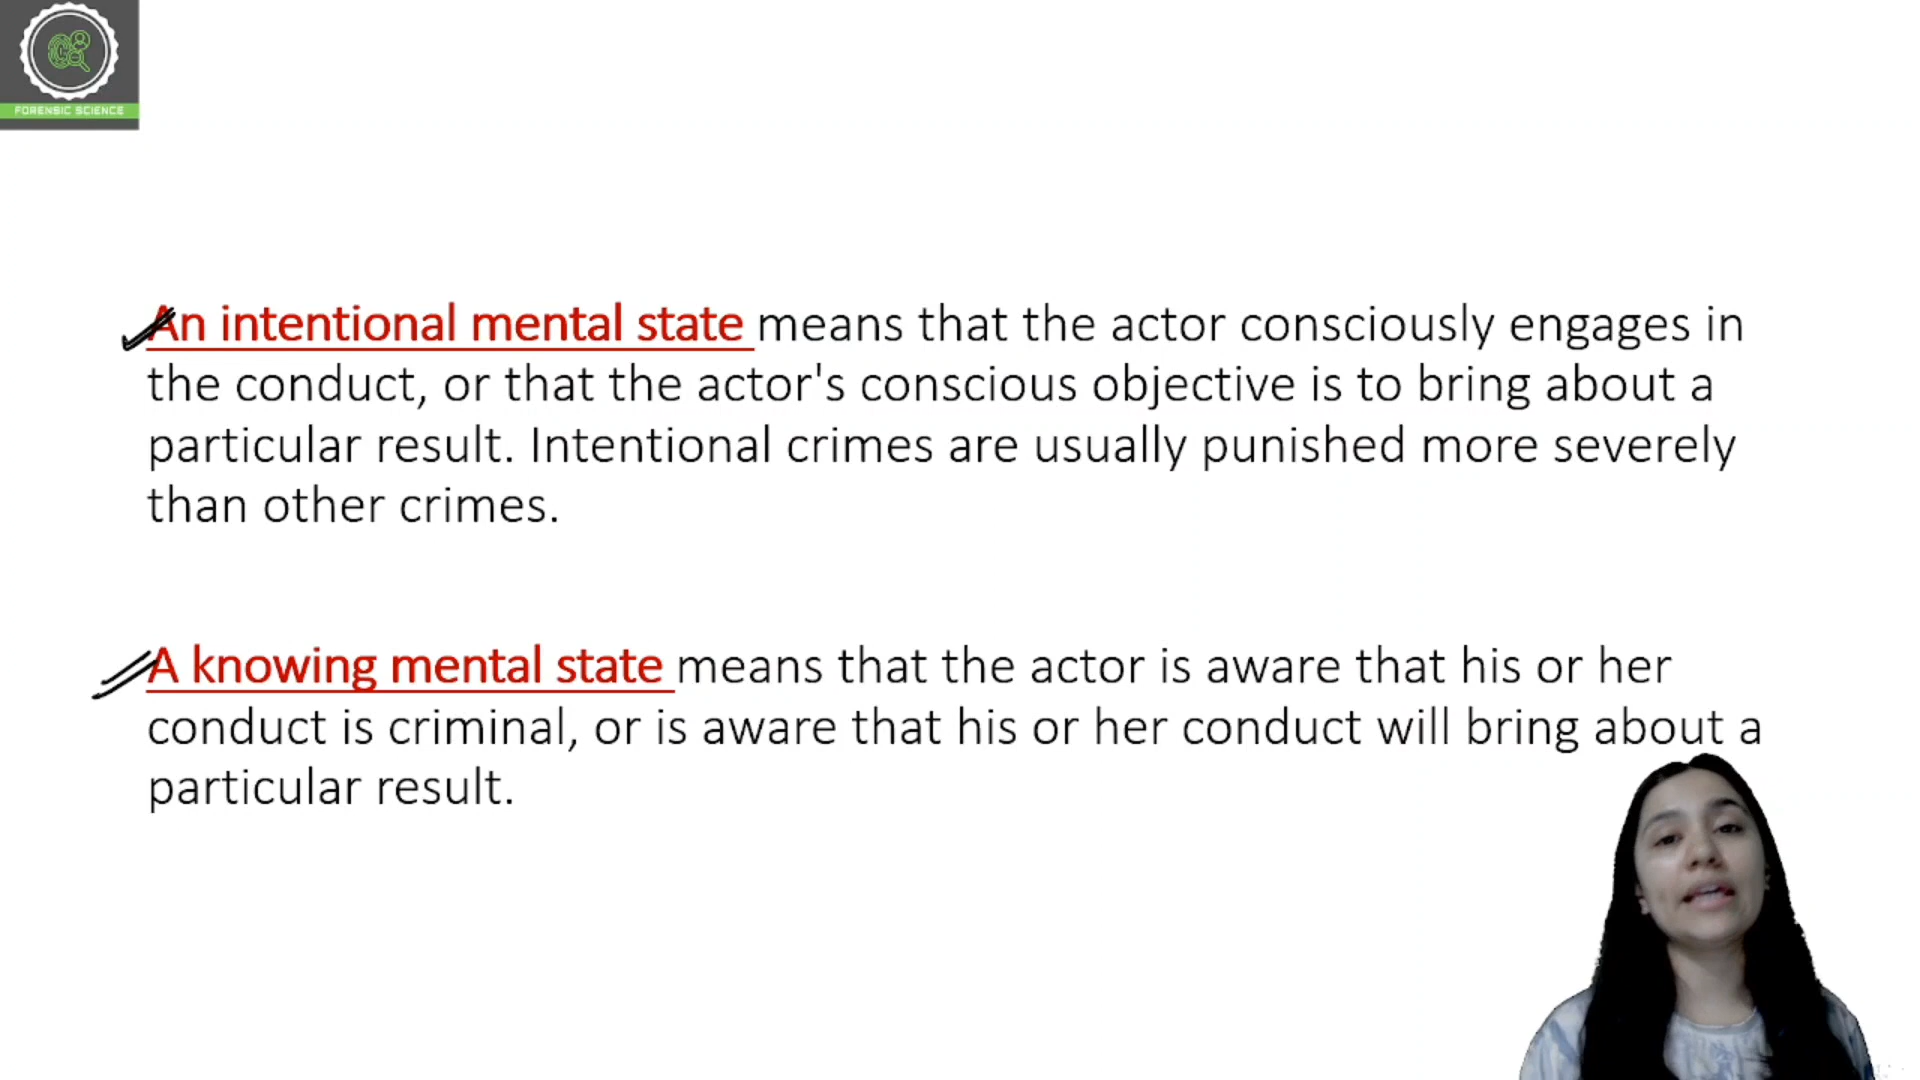 FORENSIC SCIENCE
An intentional mental state means that the actor consciously engages in
the conduct, or that the actor's conscious objective is to bring about a
particular result. Intentional crimes are usually punished more severely
than other crimes.
A knowing mental state means that the actor is aware that his or her
conduct is criminal, or is aware that his or her conduct will bring about a
particular result.